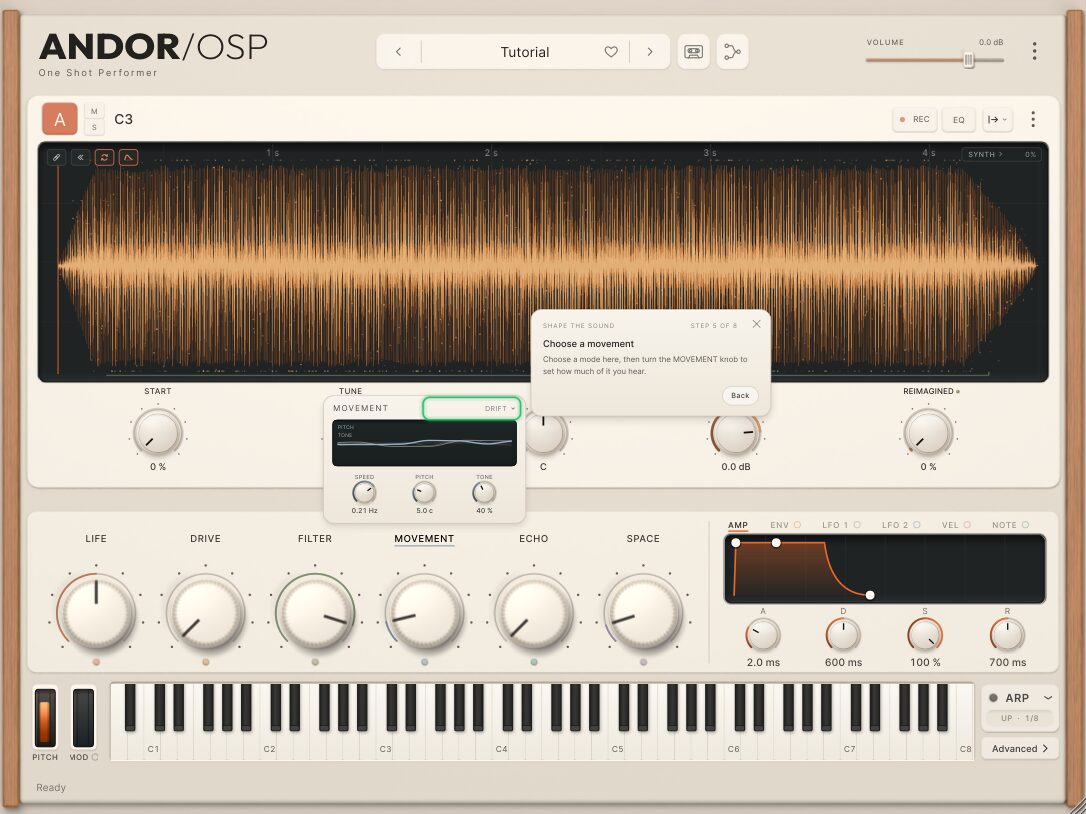 ANDOR/OSP
One Shot Performer
Tutorial
VOLUME
0.0 dB
A
M
S
C3
REC
EQ
1 s
2 s
3 s
4 s
SYNTH
0%
SHAPE THE SOUND
STEP 5 OF 8
Choose a movement
Choose a mode here, then turn the MOVEMENT knob to
set how much of it you hear.
Back
START
TUNE
REIMAGINED
0 %
C
0.0 dB
0 %
MOVEMENT
DRIFT
PITCH
TONE
SPEED
PITCH
TONE
0.21 Hz
5.0 c
40 %
LIFE
DRIVE
FILTER
MOVEMENT
ECHO
SPACE
AMP
ENV
LFO 1
LFO 2
VEL
NOTE
A
D
S
R
2.0 ms
600 ms
100 %
700 ms
PITCH
MOD
C1
C2
C3
C4
C5
C6
C7
C8
ARP
UP · 1/8
Advanced
Ready